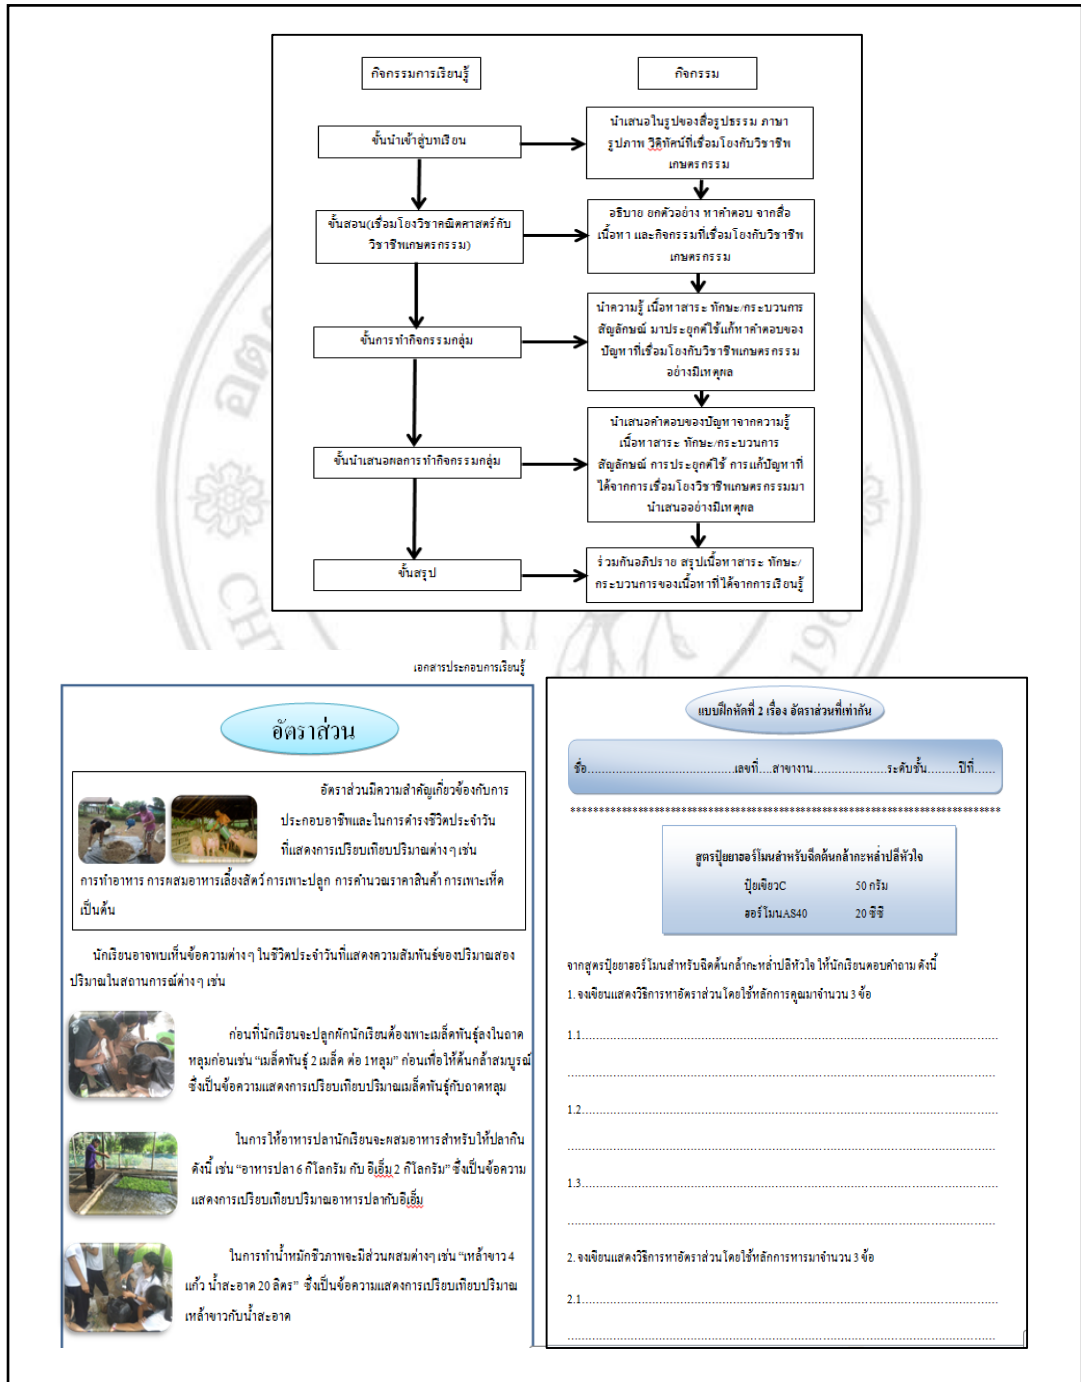 กิจกรรมการเรียนรู้
กิจกรรม
ขั้นนำเข้าสู่บทเรียน
นำเสนอในรูปของสื่อรูปธรรม ภาษา
รูปภาพ วิดิทัศน์ที่เชื่อมโยงกับวิชาชีพ
เกษตรกรรม
ขั้นสอน(เชื่อมโยงวิชาคณิตศาสตร์กับ
วิชาชีพเกษตรกรรม)
อธิบาย ยกตัวอย่าง หาคำตอบ จากสื่อ
เนื้อหา และกิจกรรมที่เชื่อมโยงกับวิชาชีพ
เกษตรกรรม
ขั้นการทำกิจกรรมกลุ่ม
นำความรู้ เนื้อหาสาระ ทักษะ/กระบวนการ
สัญลักษณ์ มาประยุกต์ใช้แก้หาคำตอบของ
ปัญหาที่เชื่อมโยงกับวิชาชีพเกษตรกรรม
อย่างมีเหตุผล
ขั้นนำเสนอผลการทำกิจกรรมกลุ่ม
นำเสนอคำตอบของปัญหาจากความรู้
เนื้อหาสาระ ทักษะ/กระบวนการ
สัญลักษณ์ การประยุกต์ใช้ การแก้ปัญหาที่
ได้จากการเชื่อมโยงวิชาชีพเกษตรกรรมมา
นำเสนออย่างมีเหตุผล
ขั้นสรุป
ร่วมกันอภิปราย สรุปเนื้อหาสาระ ทักษะ/
กระบวนการของเนื้อหาที่ได้จากการเรียนรู้
เอกสารประกอบการเรียนรู้
อัตราส่วน
อัตราส่วนมีความสำคัญเกี่ยวข้องกับการ
ประกอบอาชีพและในการดำรงชีวิตประจำวัน
ที่แสดงการเปรียบเทียบปริมาณต่าง ๆ เช่น
การทำอาหาร การผสมอาหารเลี้ยงสัตว์ การเพาะปลูก การคำนวณราคาสินค้า การเพาะเห็ด
เป็นต้น
นักเรียนอาจพบเห็นข้อความต่าง ๆ ในชีวิตประจำวันที่แสดงความสัมพันธ์ของปริมาณสอง
ปริมาณในสถานการณ์ต่าง ๆ เช่น
ก่อนที่นักเรียนจะปลูกผักนักเรียนต้องเพาะเมล็ดพันธุ์ลงในถาด
หลุมก่อนเช่น “เมล็ดพันธุ์ 2 เมล็ด ต่อ 1หลุม” ก่อนเพื่อให้ต้นกล้าสมบูรณ์
ซึ่งเป็นข้อความแสดงการเปรียบเทียบปริมาณเมล็ดพันธุ์กับถาดหลุม
ในการให้อาหารปลานักเรียนจะผสมอาหารสำหรับให้ปลากิน
ดังนี้ เช่น “อาหารปลา 6 กิโลกรัม กับ อีเอ็ม 2 กิโลกรัม” ซึ่งเป็นข้อความ
แสดงการเปรียบเทียบปริมาณอาหารปลากับอีเอ็ม
ในการทำน้ำหมักชีวภาพจะมีส่วนผสมต่างๆ เช่น “เหล้าขาว 4
แก้ว น้ำสะอาด 20 ลิตร” ซึ่งเป็นข้อความแสดงการเปรียบเทียบปริมาณ
เหล้าขาวกับน้ำสะอาด
แบบฝึกหัดที่ 2 เรื่อง อัตราส่วนที่เท่ากัน
ชื่อ.........................................เลขที่....สาขางาน.....................ระดับชั้น.........ปีที่......
******************************************************************************
สูตรปุ๋ยยาฮอร์โมนสำหรับฉีดต้นกล้ากะหล่ำปลีหัวใจ
ปุ๋ยเขียวC 50 กรัม
ฮอร์โมนAS40 20 ซีซี
จากสูตรปุ๋ยยาฮอร์โมนสำหรับฉีดต้นกล้ากะหล่ำปลีหัวใจ ให้นักเรียนตอบคำถาม ดังนี้
1. จงเขียนแสดงวิธีการหาอัตราส่วน โดยใช้หลักการคูณมาจำนวน 3 ข้อ
1.1....................................................................................................
....................................................................................................
1.2....................................................................................................
....................................................................................................
1.3....................................................................................................
....................................................................................................
2. จงเขียนแสดงวิธีการหาอัตราส่วน โดยใช้หลักการหารมาจำนวน 3 ข้อ
2.1....................................................................................................
....................................................................................................